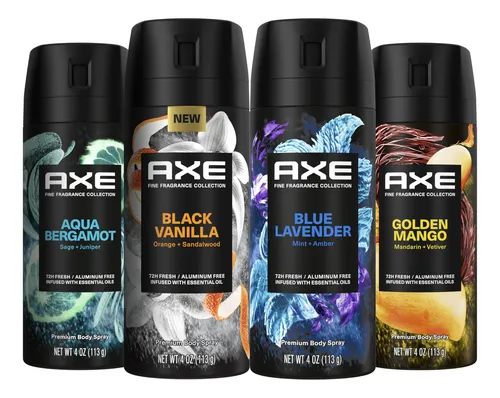 AXE
FINE FRAGRANCE COLLECTION
AQUA
BERGAMOT
Sage + Juniper
72H FRESH / ALUMINUM FREE
INFUSED WITH ESSENTIAL OILS
Premium Body Spray
NET WT 4 OZ (113 g)
NEW
AXE
FINE FRAGRANCE COLLECTION
BLACK
VANILLA
Orange + Sandalwood
72H FRESH / ALUMINUM FREE
INFUSED WITH ESSENTIAL OILS
Premium Body Spray
NET WT 4 OZ (113 g)
AXE
FINE FRAGRANCE COLLECTION
BLUE
LAVENDER
Mint + Amber
72H FRESH / ALUMINUM FREE
INFUSED WITH ESSENTIAL OILS
Premium Body Spray
NET WT 4 OZ (113 g)
AXE
FINE FRAGRANCE COLLECTION
GOLDEN
MANGO
Mandarin + Vetiver
72H FRESH / ALUMINUM FREE
INFUSED WITH ESSENTIAL OILS
Premium Body Spray
NET WT 4 OZ (113 g)